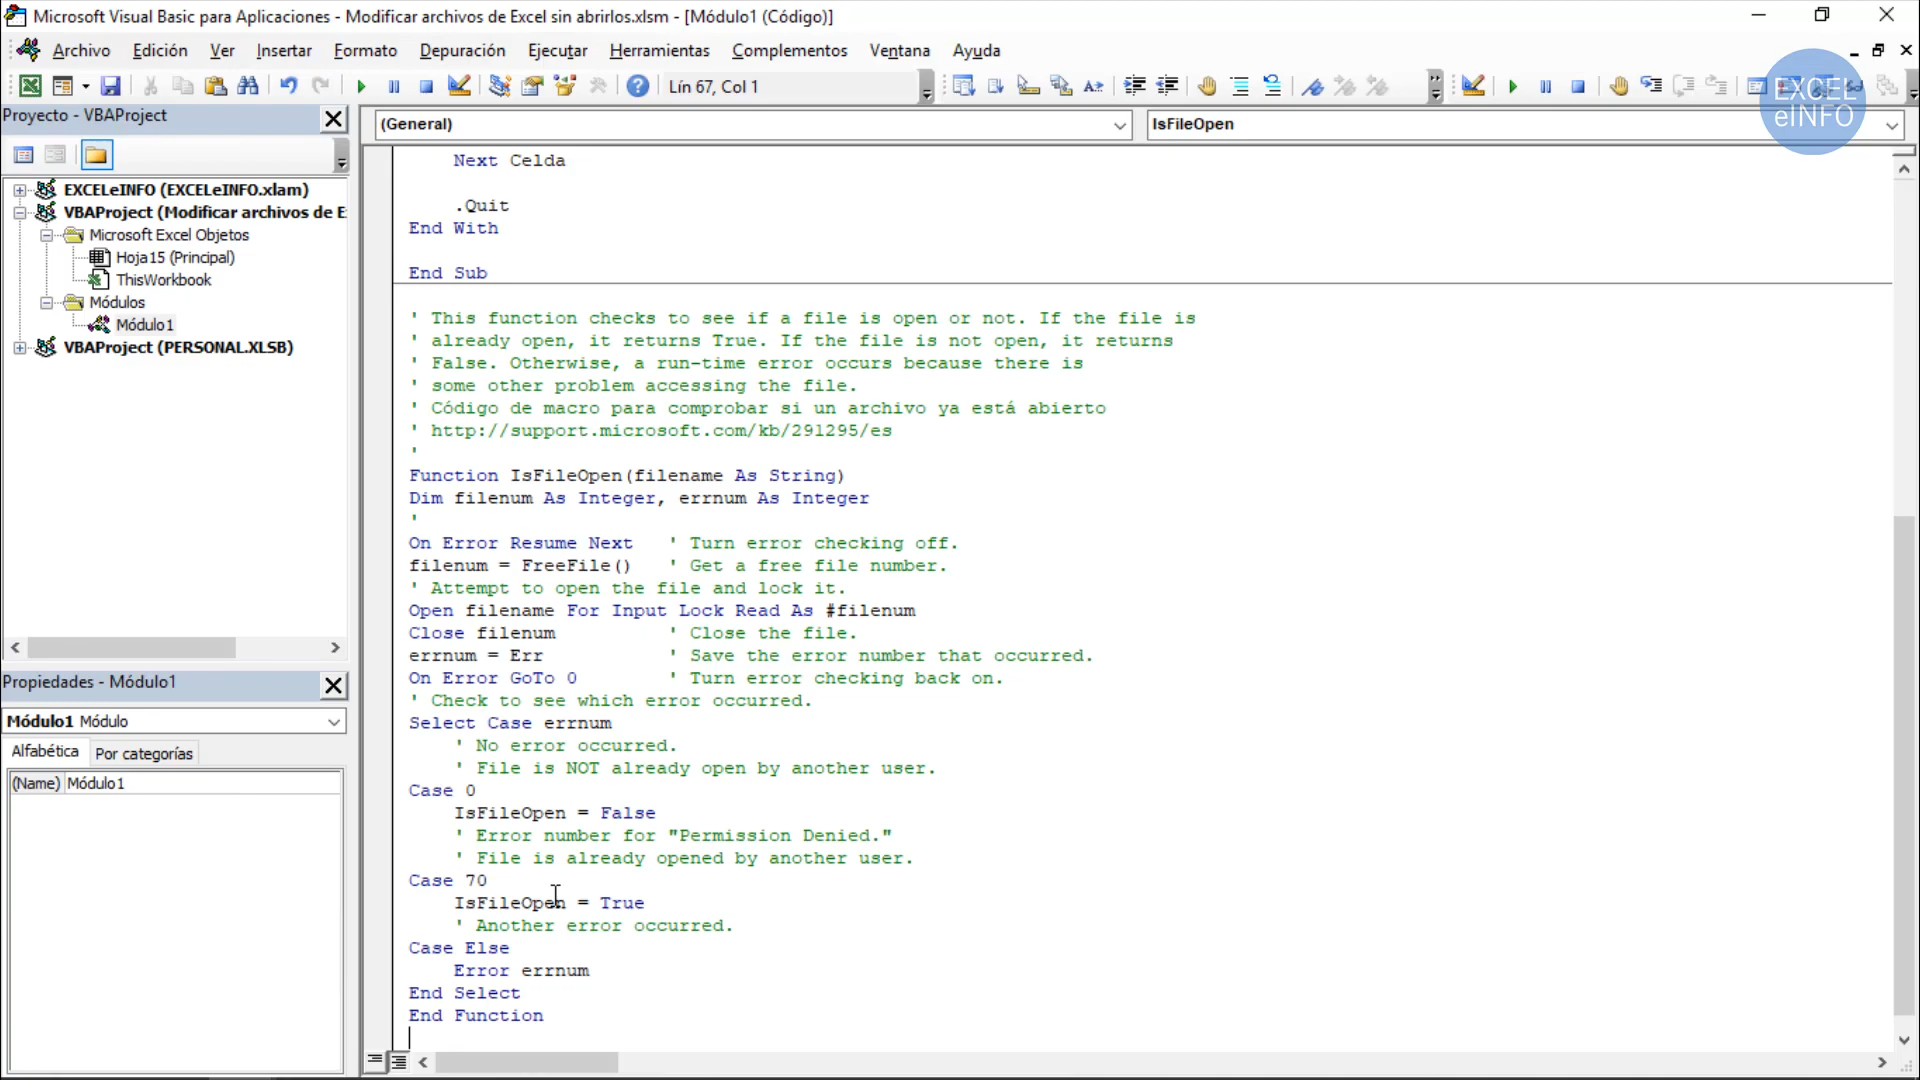 Microsoft Visual Basic para Aplicaciones - Modificar archivos de Excel sin abrirlos.xlsm - [Módulo1 (Código)]
Archivo Edición Ver Insertar Formato Depuración Ejecutar Herramientas Complementos Ventana Ayuda
Lín 67, Col 1
EXCEL
eINFO
Proyecto - VBAProject
EXCELeINFO (EXCELeINFO.xlam)
VBAProject (Modificar archivos de E
Microsoft Excel Objetos
Hoja15 (Principal)
ThisWorkbook
Módulos
Módulo1
VBAProject (PERSONAL.XLSB)
Propiedades - Módulo1
Módulo1 Módulo
Alfabética Por categorías
(Name) Módulo1
(General) IsFileOpen
Next Celda
.Quit
End With
End Sub
' This function checks to see if a file is open or not. If the file is
' already open, it returns True. If the file is not open, it returns
' False. Otherwise, a run-time error occurs because there is
' some other problem accessing the file.
' Código de macro para comprobar si un archivo ya está abierto
' http://support.microsoft.com/kb/291295/es
'
Function IsFileOpen(filename As String)
Dim filenum As Integer, errnum As Integer
'
On Error Resume Next ' Turn error checking off.
filenum = FreeFile() ' Get a free file number.
' Attempt to open the file and lock it.
Open filename For Input Lock Read As #filenum
Close filenum ' Close the file.
errnum = Err ' Save the error number that occurred.
On Error GoTo 0 ' Turn error checking back on.
' Check to see which error occurred.
Select Case errnum
' No error occurred.
' File is NOT already open by another user.
Case 0
IsFileOpen = False
' Error number for "Permission Denied."
' File is already opened by another user.
Case 70
IsFileOpen = True
' Another error occurred.
Case Else
Error errnum
End Select
End Function